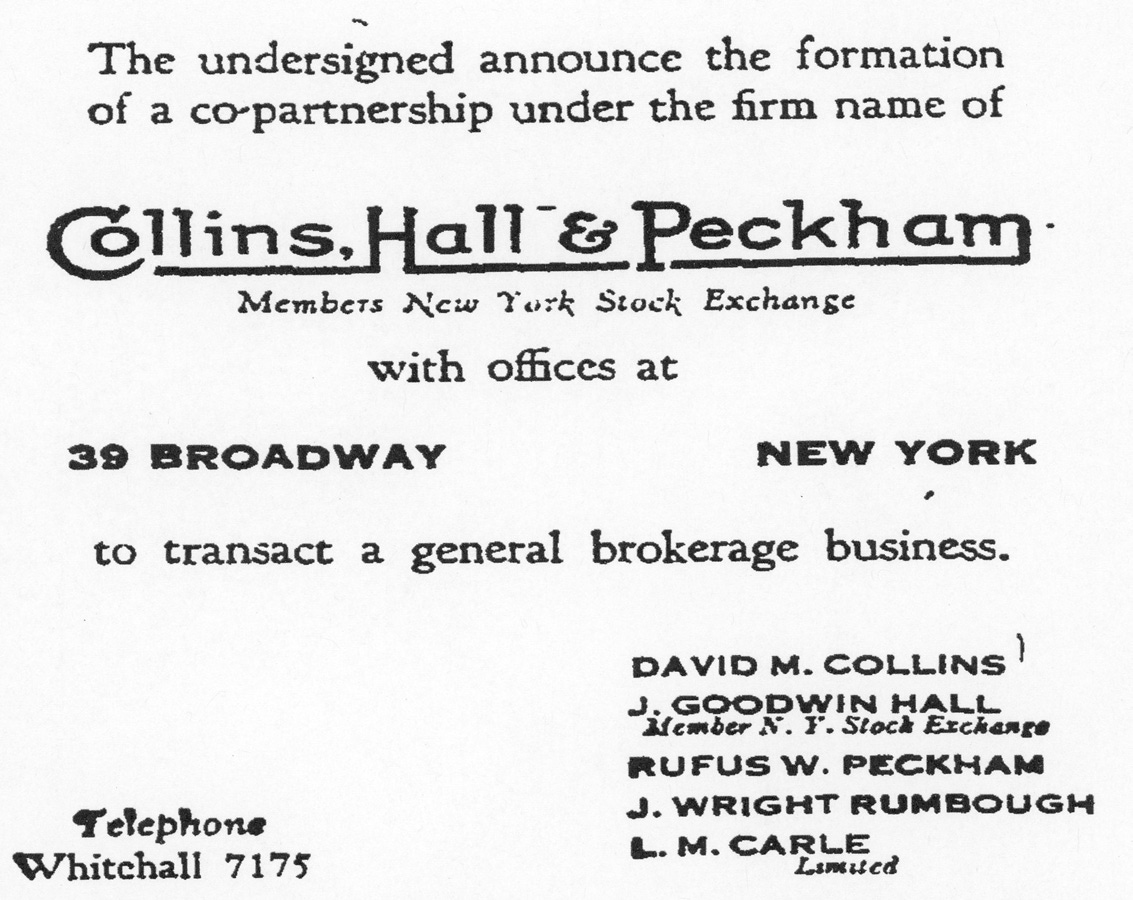 The undersigned announce the formation
of a co-partnership under the firm name of
Collins, Hall & Peckham
Members New York Stock Exchange
with offices at
39 BROADWAY NEW YORK
to transact a general brokerage business.
DAVID M. COLLINS
J. GOODWIN HALL
Member N. Y. Stock Exchange
RUFUS W. PECKHAM
J. WRIGHT RUMBOUGH
L. M. CARLE
Limited
Telephone
Whitehall 7175